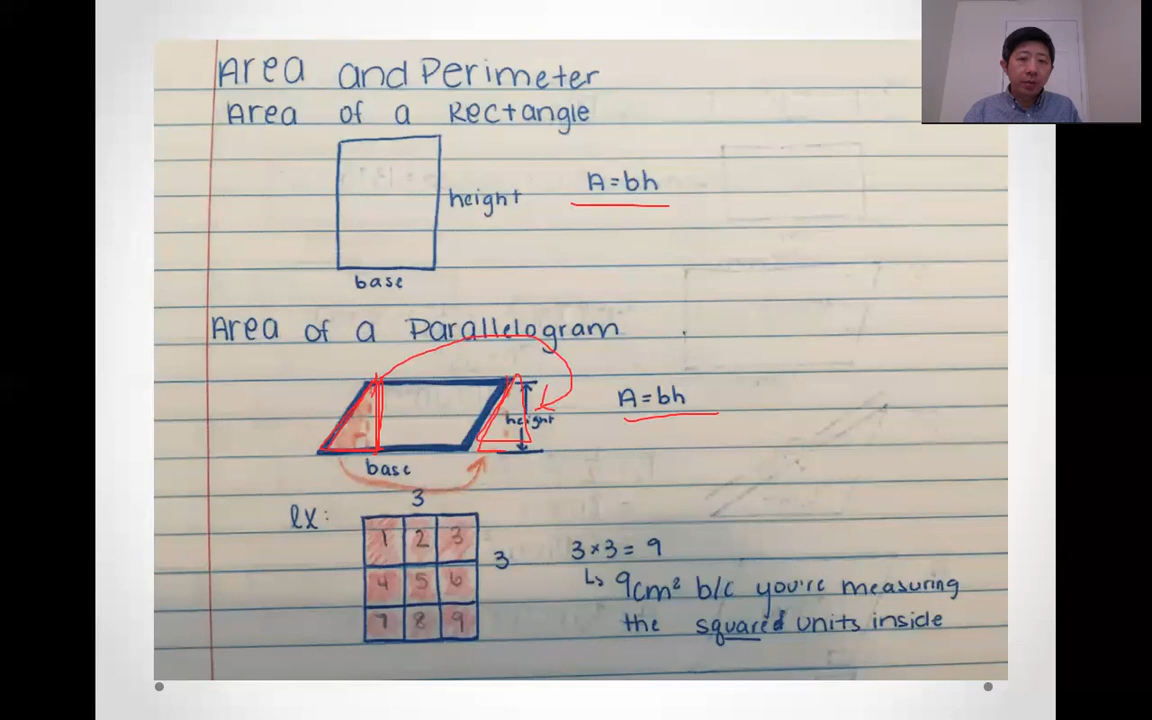 Area and Perimeter
Area of a Rectangle
height
A=bh
base
Area of a Parallelogram
A=bh
height
base
ex:
3
1 2 3
3
3×3=9
4 5 6
↳ 9cm² b/c you're measuring
7 8 9
the squared units inside